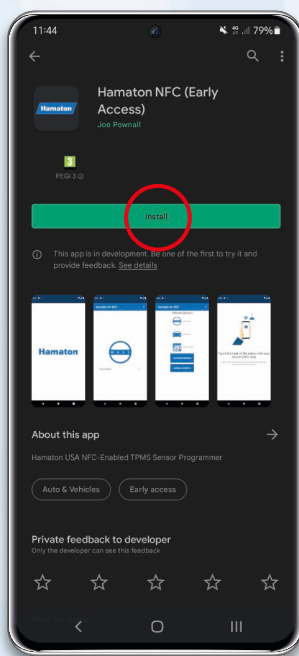 11:44
79%
Hamaton
Hamaton NFC (Early
Access)
Joe Pownall
3
PEGI 3
Install
This app is in development. Be one of the first to try it and
provide feedback. See details
Hamaton
About this app
Hamaton USA NFC-Enabled TPMS Sensor Programmer
Auto & Vehicles
Early access
Private feedback to developer
Only the developer can see this feedback